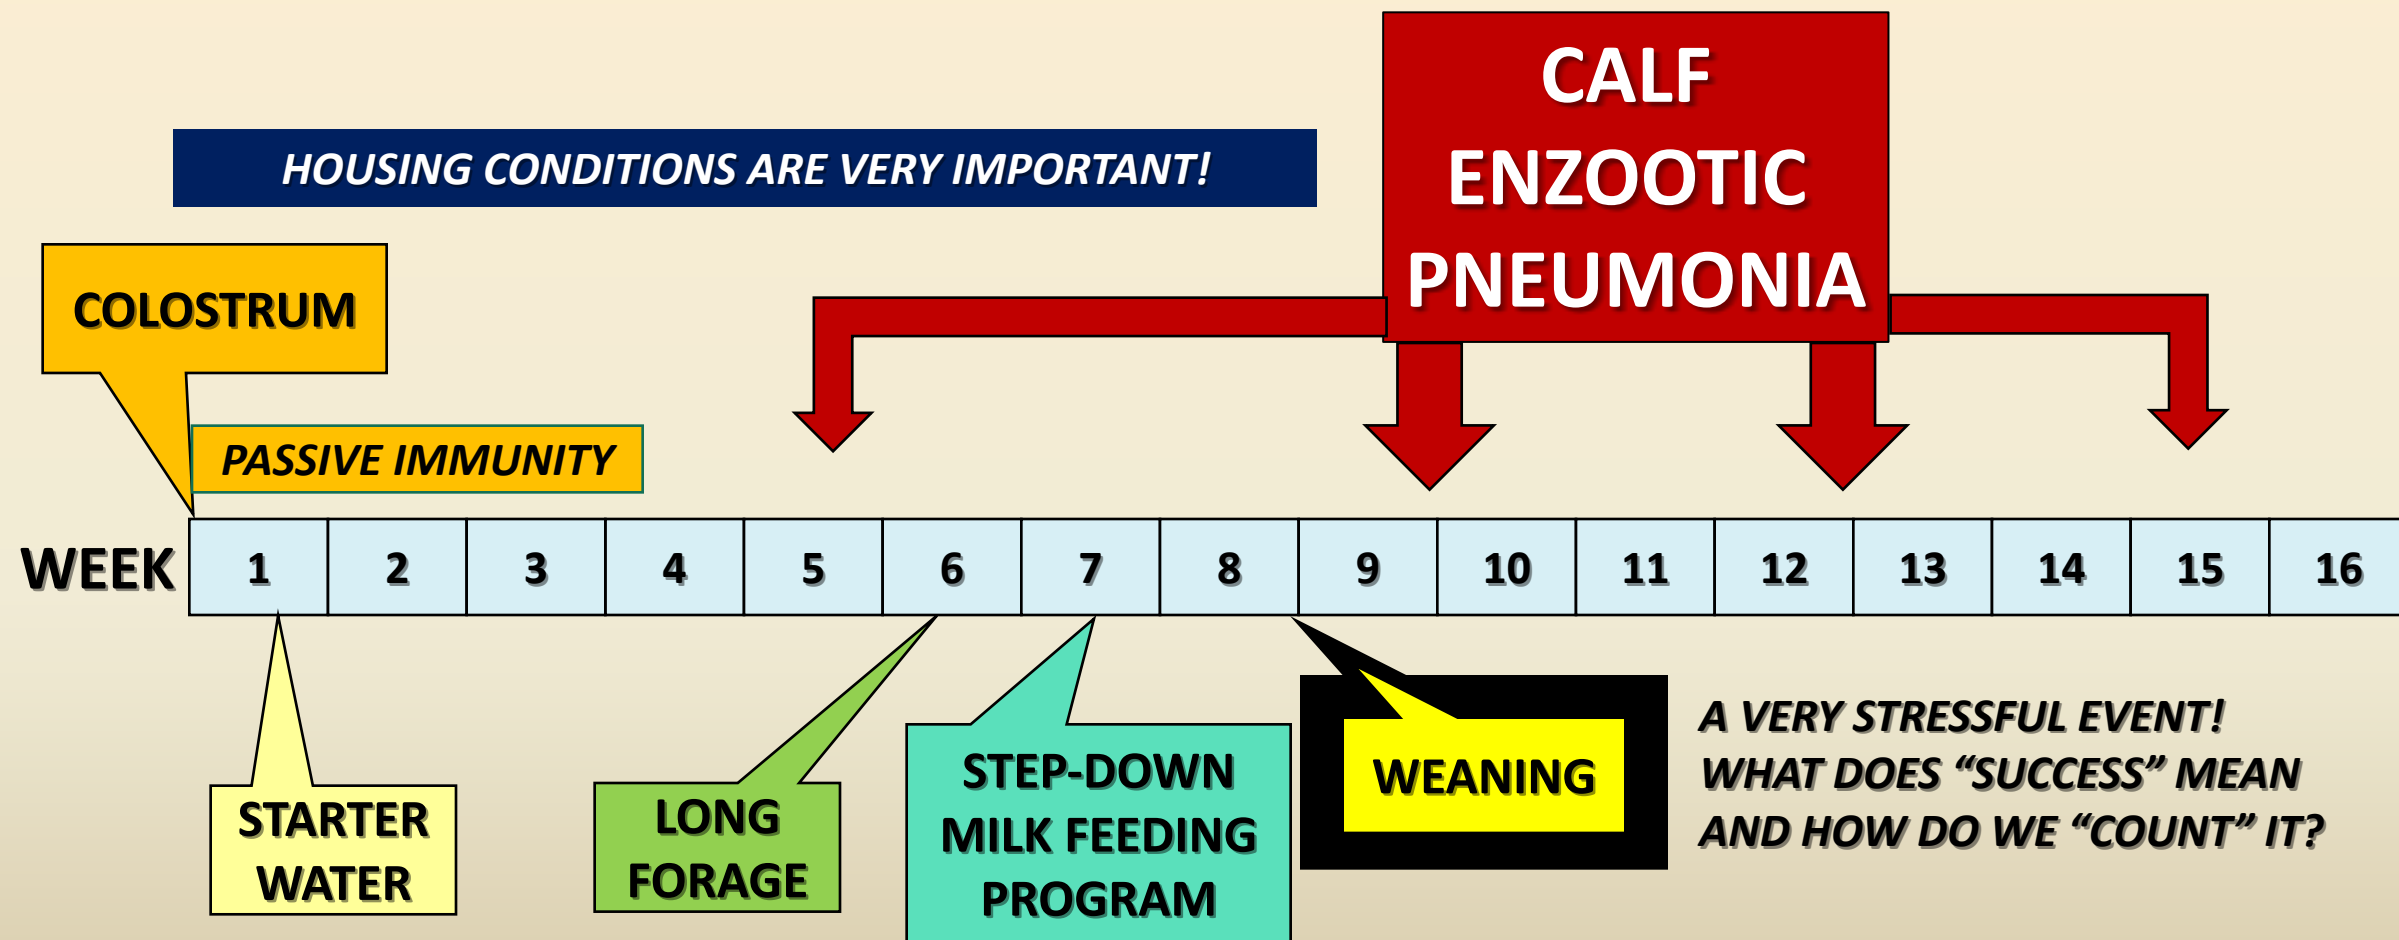 CALF
ENZOOTIC
PNEUMONIA
HOUSING CONDITIONS ARE VERY IMPORTANT!
COLOSTRUM
PASSIVE IMMUNITY
WEEK 1 2 3 4 5 6 7 8 9 10 11 12 13 14 15 16
STARTER
WATER
LONG
FORAGE
STEP-DOWN
MILK FEEDING
PROGRAM
WEANING
A VERY STRESSFUL EVENT!
WHAT DOES “SUCCESS” MEAN
AND HOW DO WE “COUNT” IT?